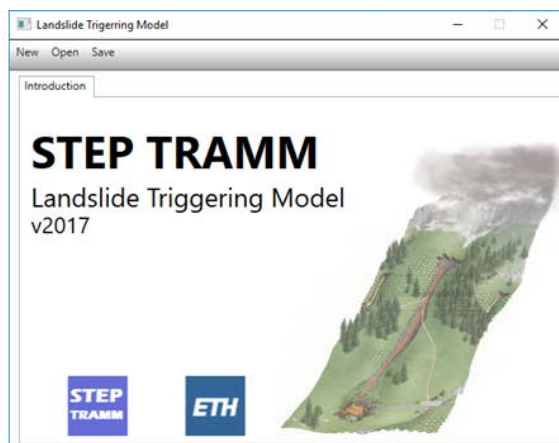 Landslide Trigerring Model
New Open Save
Introduction
STEP TRAMM
Landslide Triggering Model
v2017
STEP
TRAMM
ETH